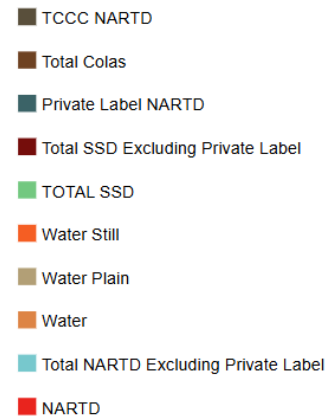 TCCC NARTD
Total Colas
Private Label NARTD
Total SSD Excluding Private Label
TOTAL SSD
Water Still
Water Plain
Water
Total NARTD Excluding Private Label
NARTD